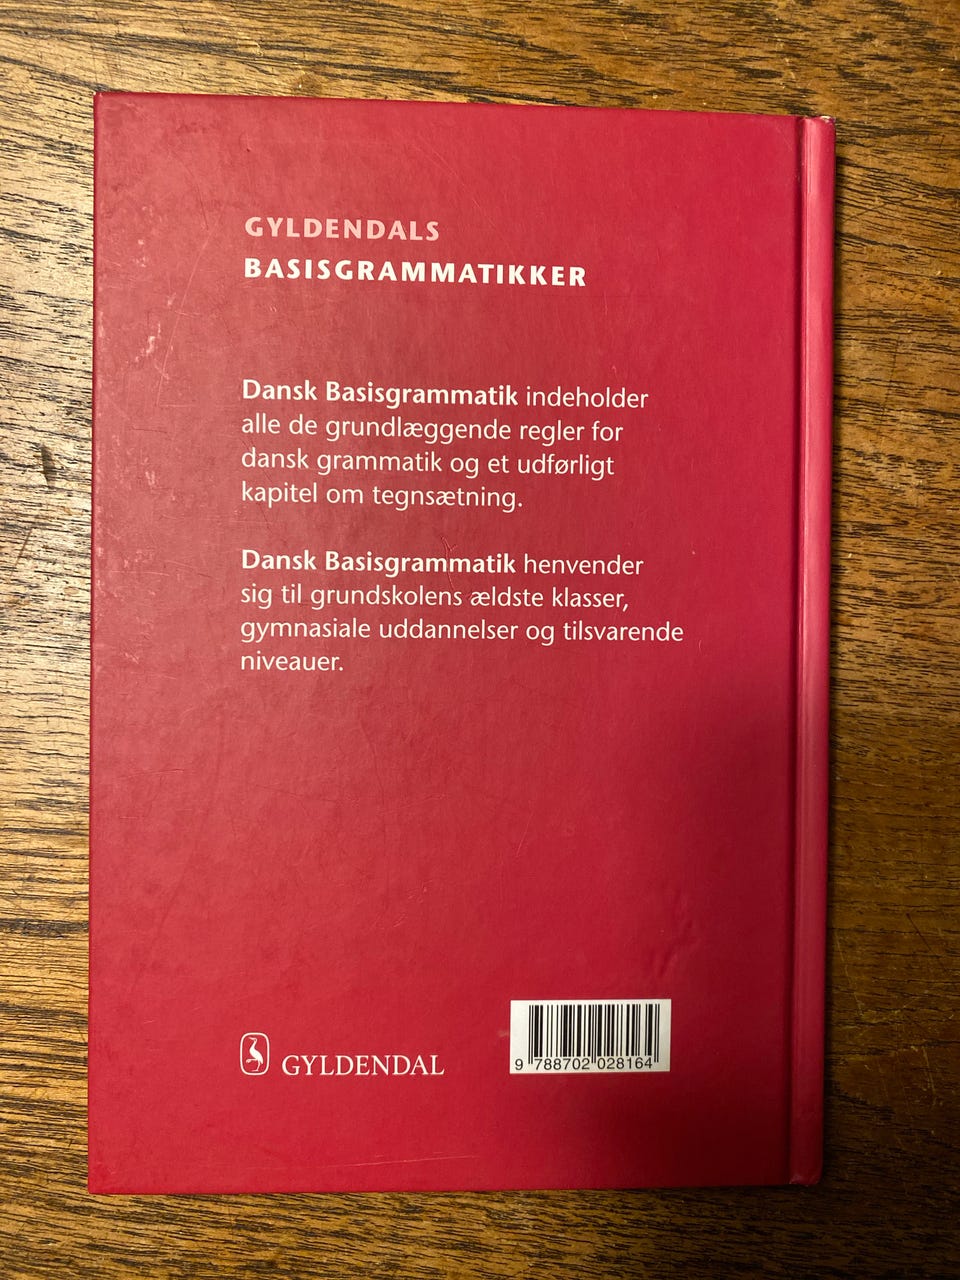 GYLDENDALS
BASISGRAMMATIKKER
Dansk Basisgrammatik indeholder
alle de grundlæggende regler for
dansk grammatik og et udførligt
kapitel om tegnsætning.
Dansk Basisgrammatik henvender
sig til grundskolens ældste klasser,
gymnasiale uddannelser og tilsvarende
niveauer.
GYLDENDAL
9 788702 028164